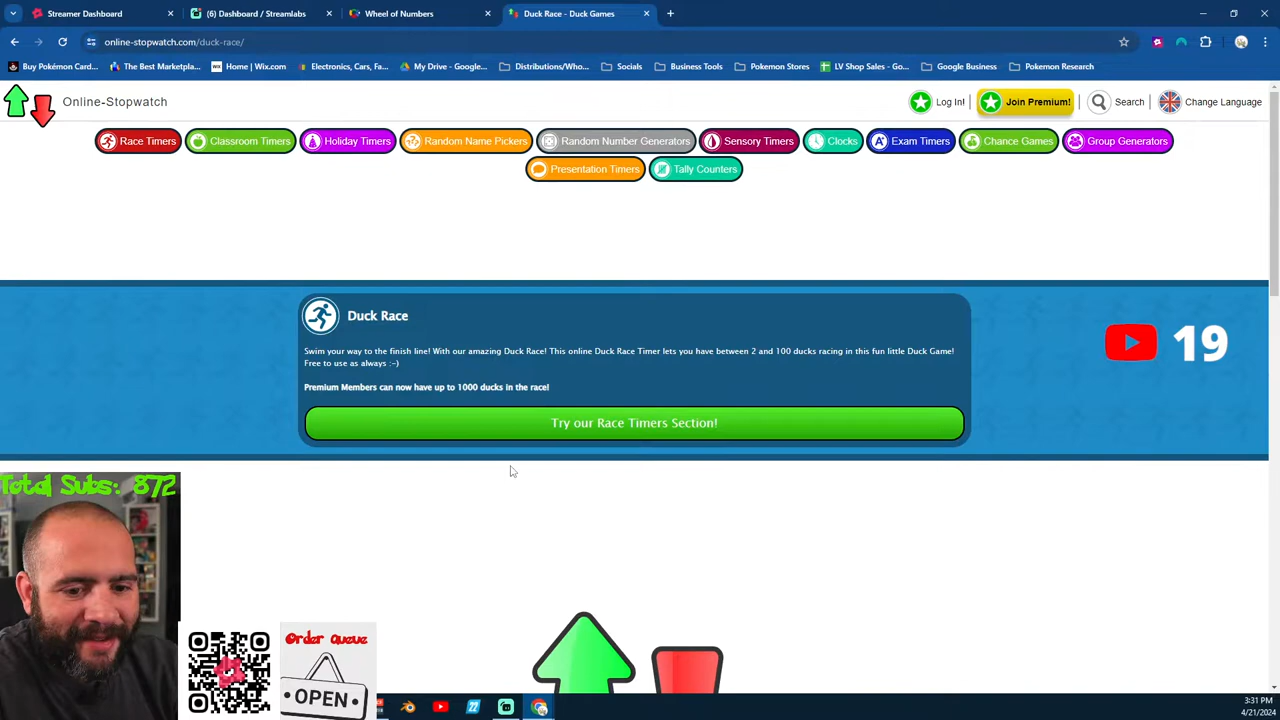 Streamer Dashboard
(6) Dashboard / Streamlabs
Wheel of Numbers
Duck Race - Duck Games
online-stopwatch.com/duck-race/
Buy Pokémon Card...
The Best Marketpla...
Home | Wix.com
Electronics, Cars, Fa...
My Drive - Google...
Distributions/Who...
Socials
Business Tools
Pokemon Stores
LV Shop Sales - Go...
Google Business
Pokemon Research
Online-Stopwatch
Log In!
Join Premium!
Search
Change Language
Race Timers
Classroom Timers
Holiday Timers
Random Name Pickers
Random Number Generators
Sensory Timers
Clocks
Exam Timers
Chance Games
Group Generators
Presentation Timers
Tally Counters
Duck Race
Swim your way to the finish line! With our amazing Duck Race! This online Duck Race Timer lets you have between 2 and 100 ducks racing in this fun little Duck Game!
Free to use as always :-)
Premium Members can now have up to 1000 ducks in the race!
Try our Race Timers Section!
19
Total Subs: 872
Order Queue
OPEN
3:31 PM
4/21/2024